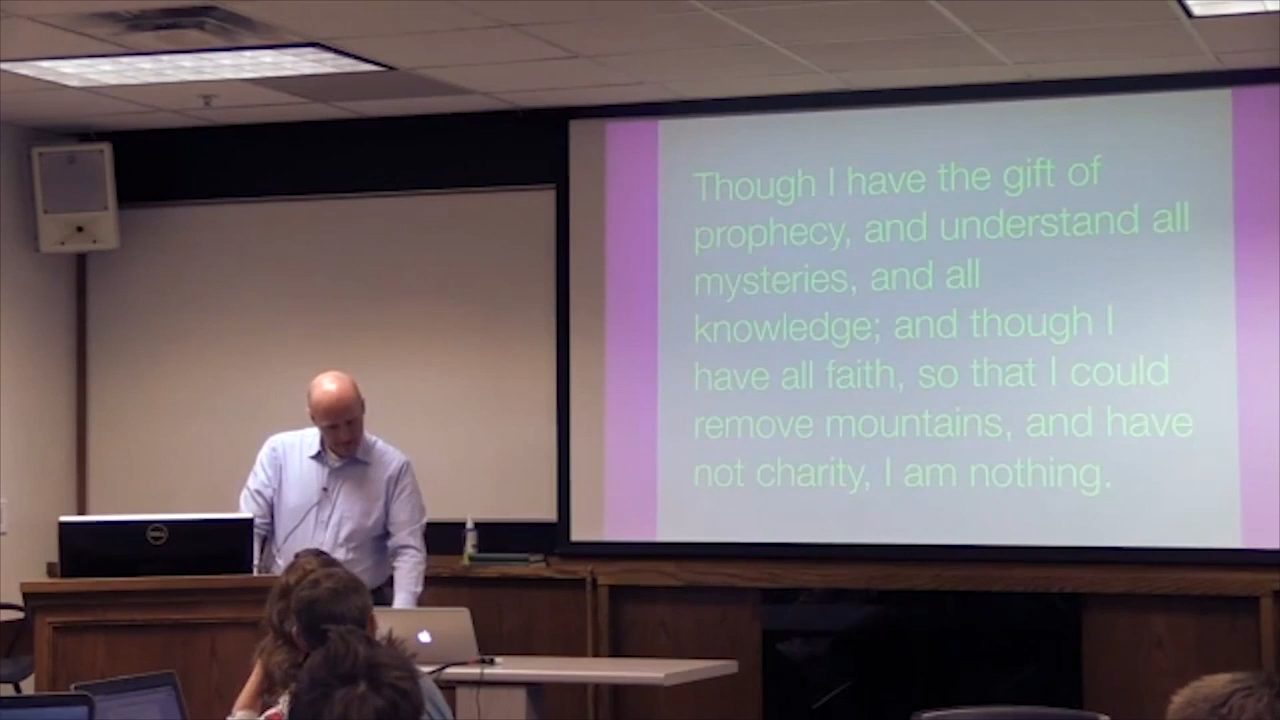 Though I have the gift of
prophecy, and understand all
mysteries, and all
knowledge; and though I
have all faith, so that I could
remove mountains, and have
not charity, I am nothing.
DELL